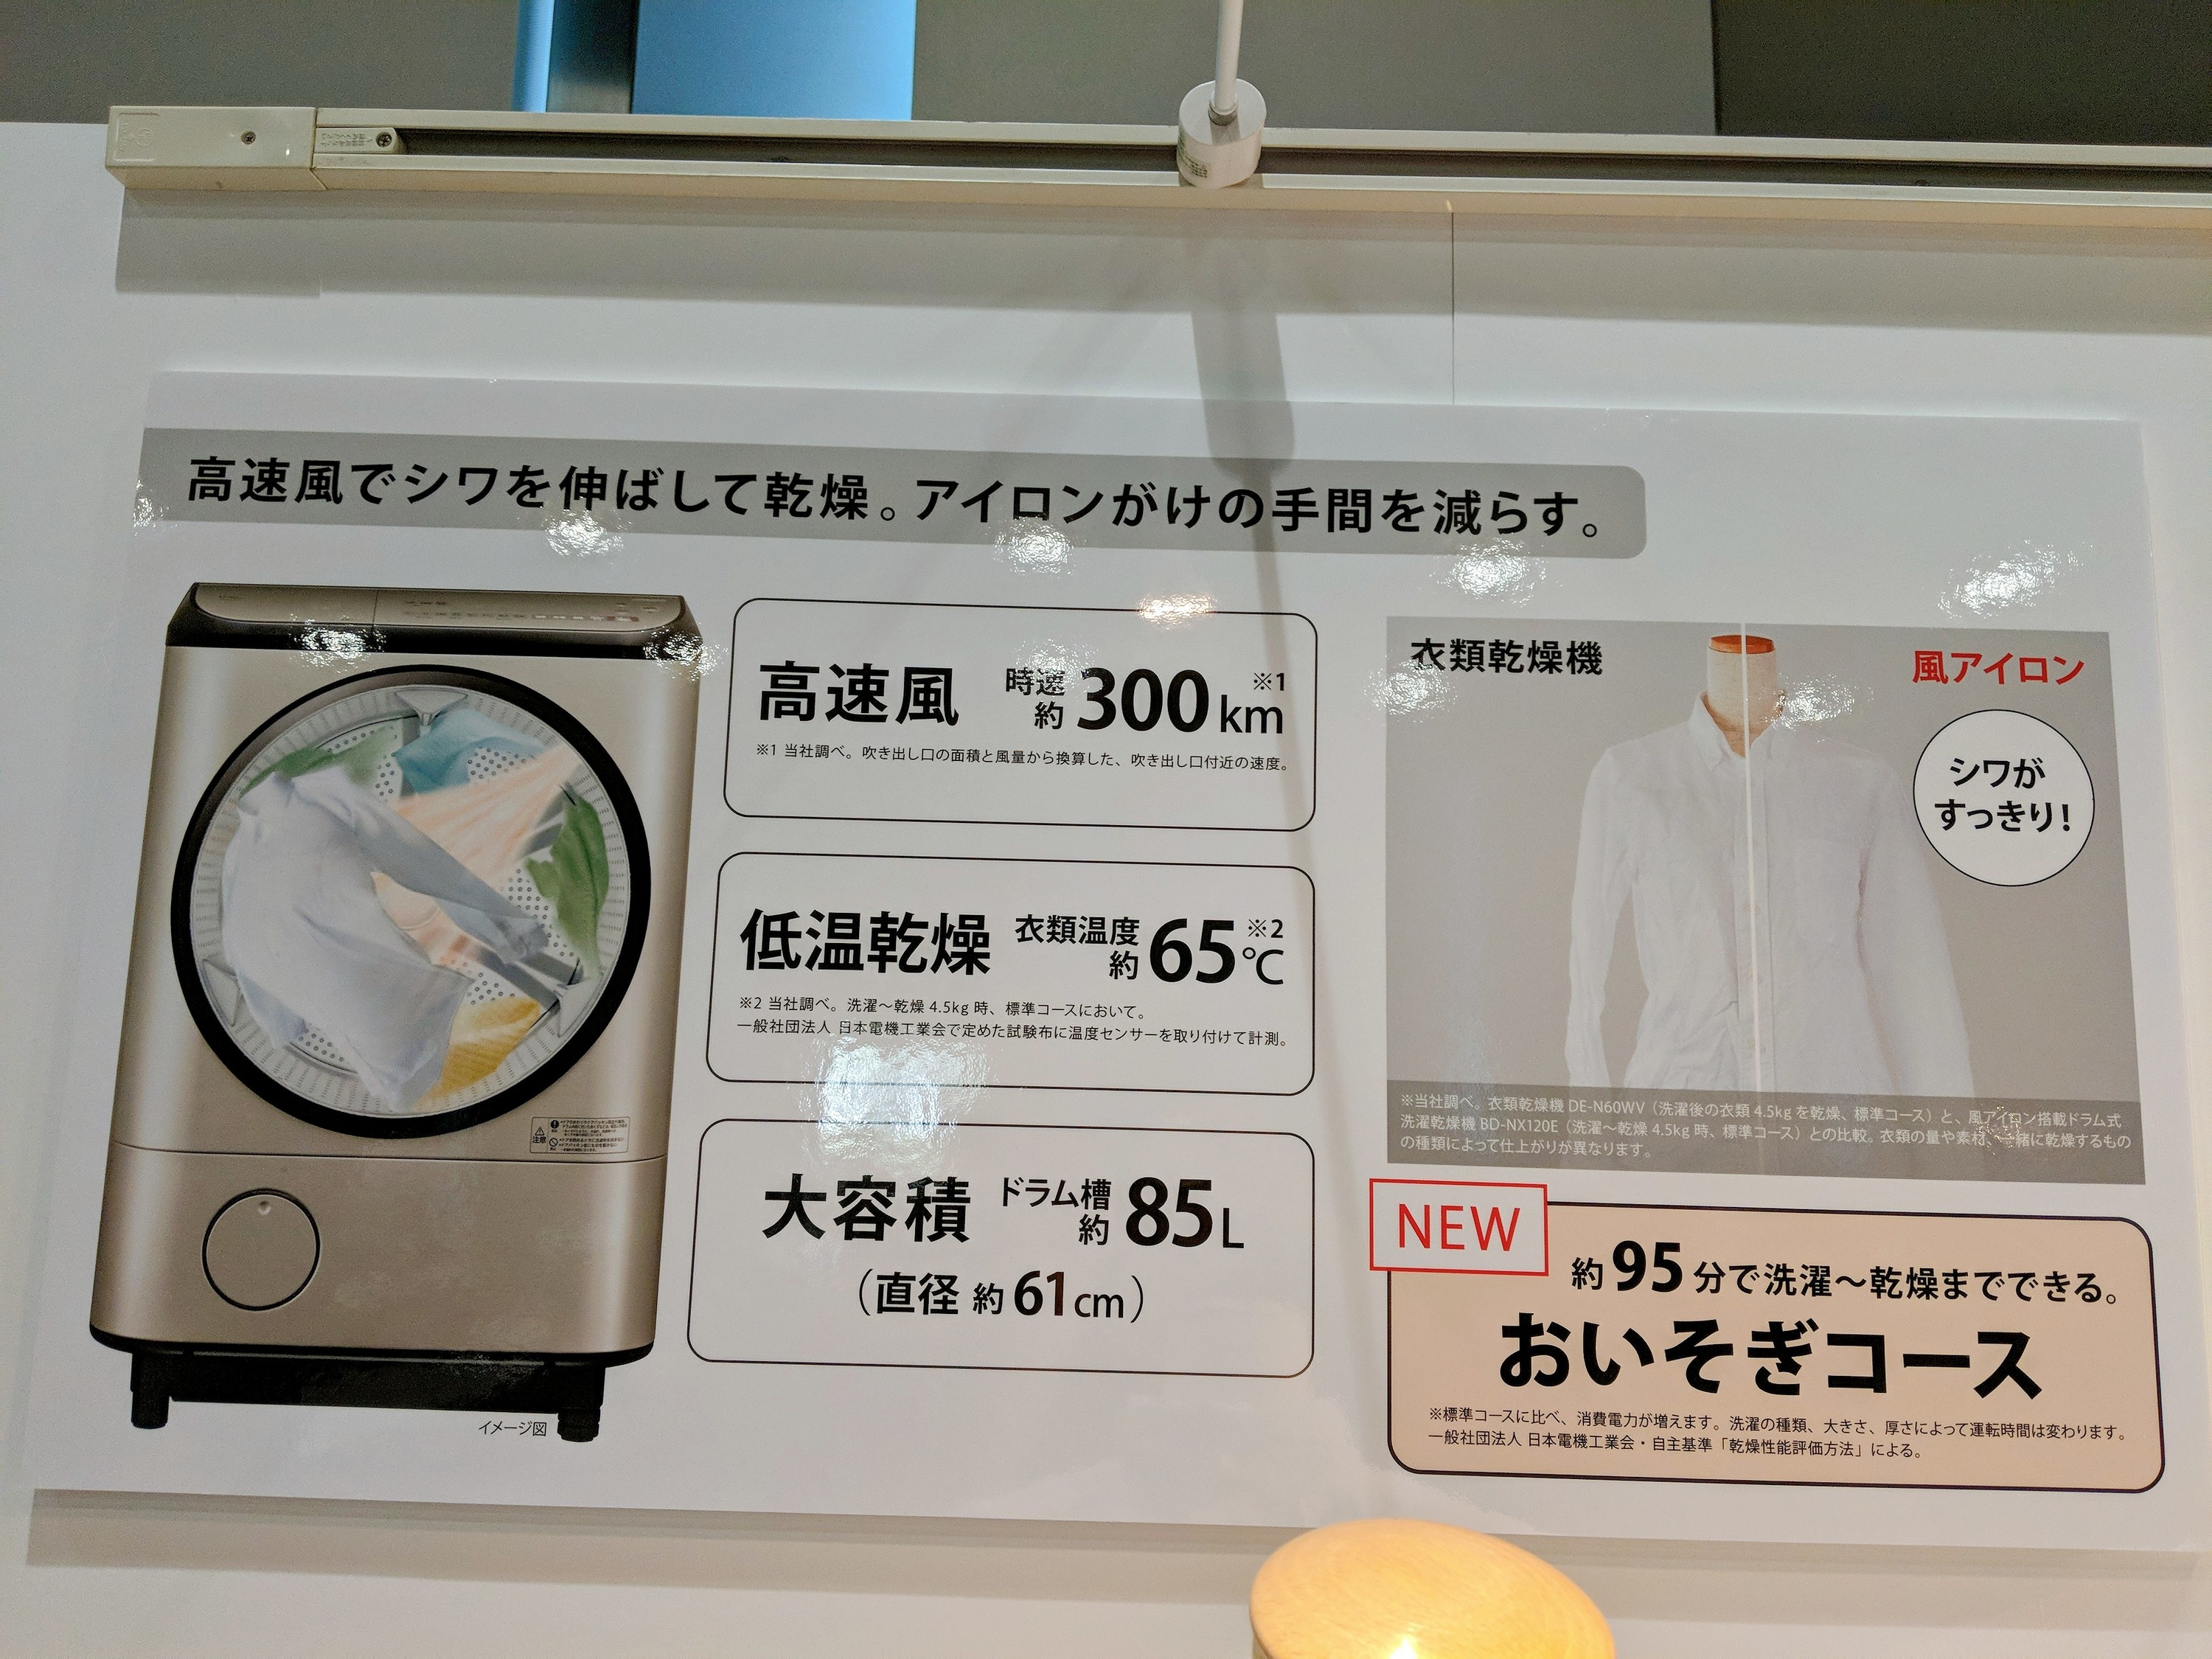 高速風でシワを伸ばして乾燥。アイロンがけの手間を減らす。
高速風 時速約300km ※1
※1 当社調べ。吹き出し口の面積と風量から換算した、吹き出し口付近の速度。
低温乾燥 衣類温度約65℃ ※2
※2 当社調べ。洗濯～乾燥 4.5kg 時、標準コースにおいて。
一般社団法人 日本電機工業会で定めた試験布に温度センサーを取り付けて計測。
大容積 ドラム槽約85L
（直径 約61cm）
イメージ図
注意
衣類乾燥機
風アイロン
シワが
すっきり！
※当社調べ。衣類乾燥機 DE-N60WV（洗濯後の衣類 4.5kg を乾燥、標準コース）と、風アイロン搭載ドラム式
洗濯乾燥機 BD-NX120E（洗濯～乾燥 4.5kg 時、標準コース）との比較。衣類の量や素材、一緒に乾燥するもの
の種類によって仕上がりが異なります。
NEW
約95分で洗濯～乾燥までできる。
おいそぎコース
※標準コースに比べ、消費電力が増えます。洗濯の種類、大きさ、厚さによって運転時間は変わります。
一般社団法人 日本電機工業会・自主基準「乾燥性能評価方法」による。